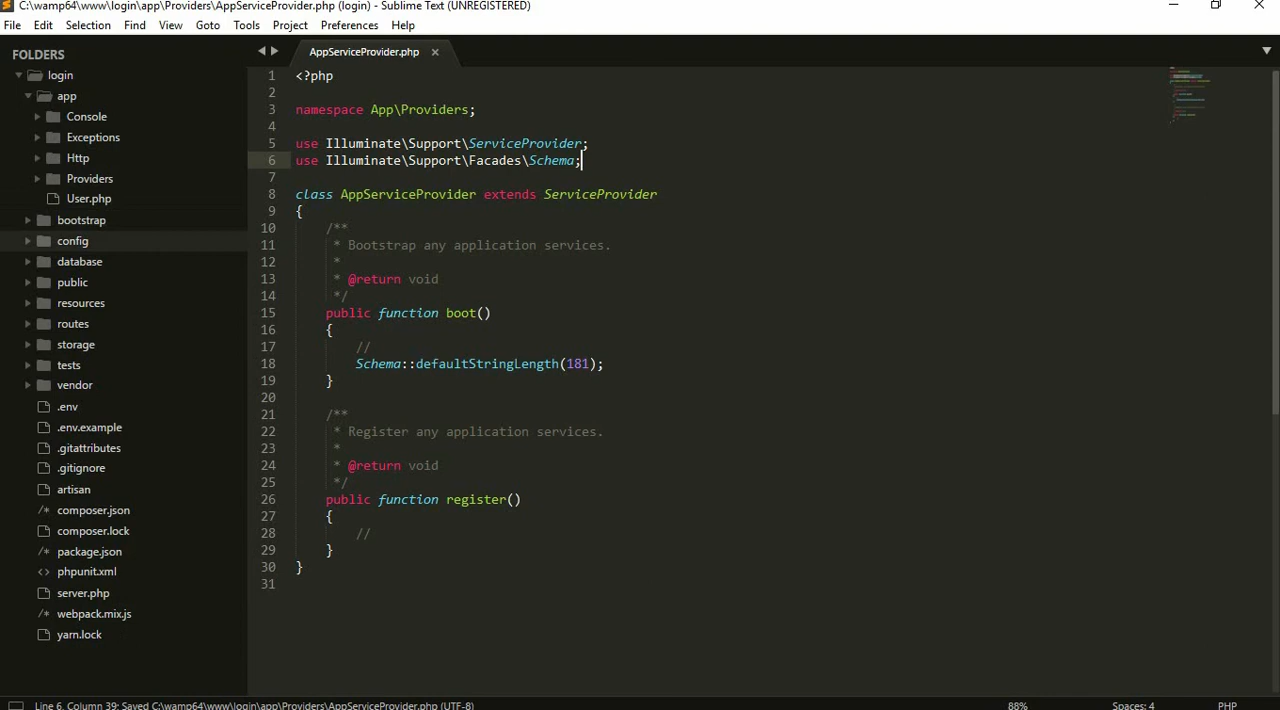 C:\wamp64\www\login\app\Providers\AppServiceProvider.php (login) - Sublime Text (UNREGISTERED)
File Edit Selection Find View Goto Tools Project Preferences Help
FOLDERS
login
app
Console
Exceptions
Http
Providers
User.php
bootstrap
config
database
public
resources
routes
storage
tests
vendor
.env
.env.example
.gitattributes
.gitignore
artisan
/* composer.json
composer.lock
/* package.json
<> phpunit.xml
server.php
/* webpack.mix.js
yarn.lock
AppServiceProvider.php ×
1 <?php
2
3 namespace App\Providers;
4
5 use Illuminate\Support\ServiceProvider;
6 use Illuminate\Support\Facades\Schema;
7
8 class AppServiceProvider extends ServiceProvider
9 {
10     /**
11      * Bootstrap any application services.
12      *
13      * @return void
14      */
15     public function boot()
16     {
17         //
18         Schema::defaultStringLength(181);
19     }
20
21     /**
22      * Register any application services.
23      *
24      * @return void
25      */
26     public function register()
27     {
28         //
29     }
30 }
31
Line 6, Column 39; Saved C:\wamp64\www\login\app\Providers\AppServiceProvider.php (UTF-8) 88% Spaces: 4 PHP